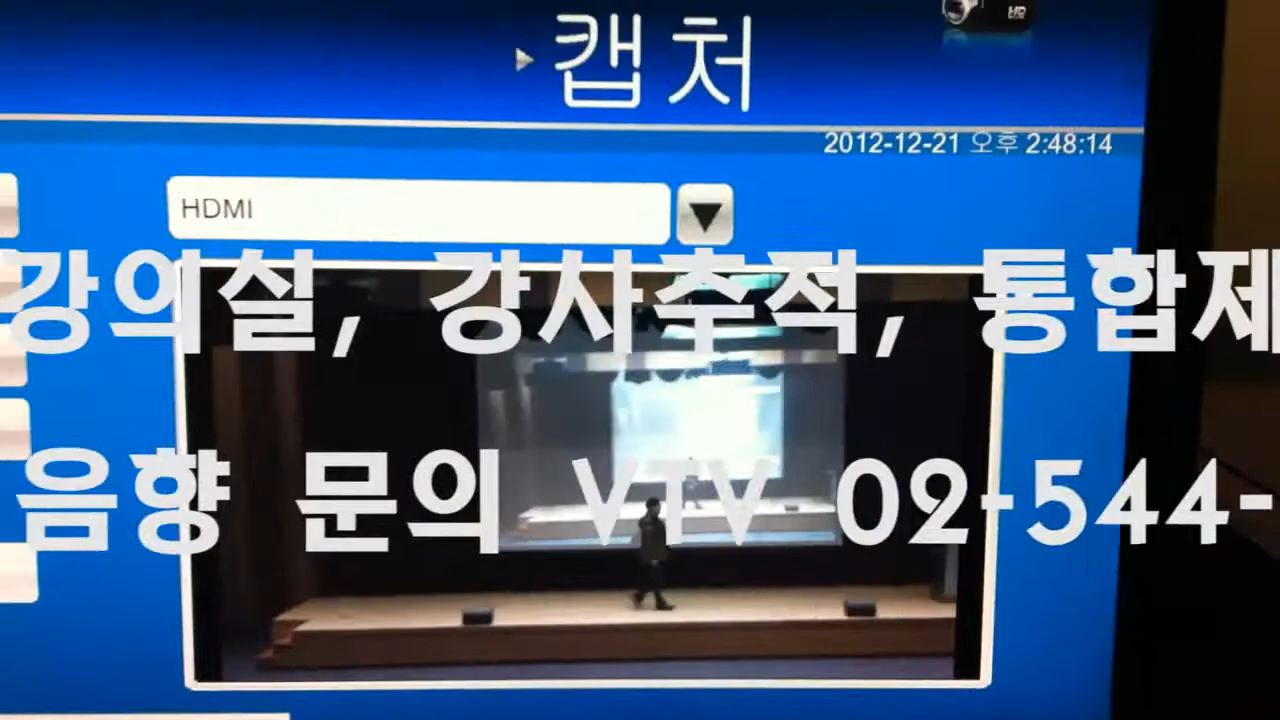 캡처
HD
2012-12-21 오후 2:48:14
HDMI
강의실, 강사추적, 통합제
음향 문의 VTV 02-544-